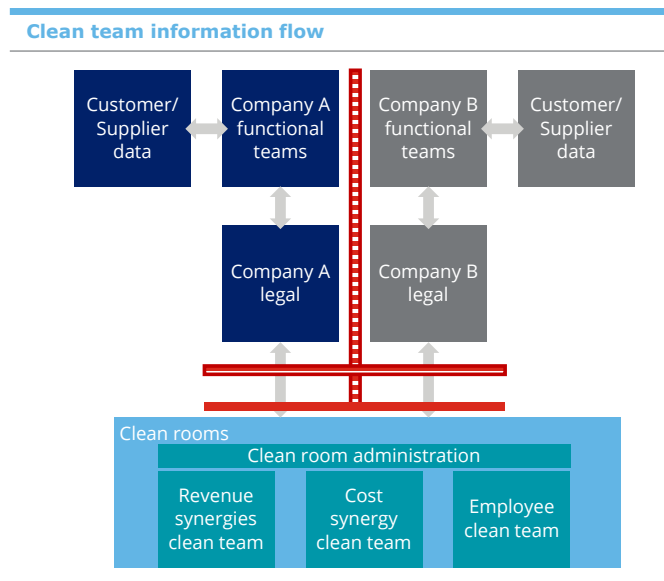 Clean team information flow
Customer/
Supplier
data
Company A
functional
teams
Company B
functional
teams
Customer/
Supplier
data
Company A
legal
Company B
legal
Clean rooms
Clean room administration
Revenue
synergies
clean team
Cost
synergy
clean team
Employee
clean team